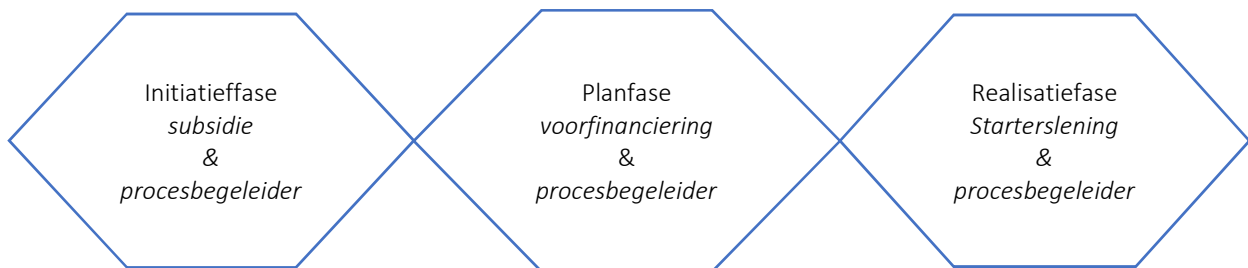 Initiatieffase
subsidie
&
procesbegeleider
Planfase
voorfinanciering
&
procesbegeleider
Realisatiefase
Starterslening
&
procesbegeleider